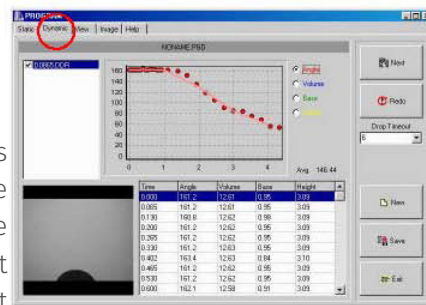 PROGRAM
Static Dynamic View Image Help
NONAME.PBD
0.0865.DDR
160
140
120
100
80
60
40
20
0
0 1 2 3 4
Angle
Volume
Base
Avg 146.44
Next
Redo
Drop Timeout
6
New
Save
Exit
Time Angle Volume Base Height
0.000 161.2 12.61 0.95 3.09
0.065 161.2 12.61 0.95 3.09
0.130 160.8 12.62 0.98 3.09
0.200 161.2 12.62 0.95 3.09
0.265 161.2 12.62 0.95 3.09
0.330 161.2 12.63 0.95 3.09
0.402 163.4 12.63 0.84 3.10
0.465 161.2 12.62 0.95 3.09
0.530 161.2 12.62 0.95 3.09
0.600 162.1 12.58 0.91 3.09
s
e
e
t
t